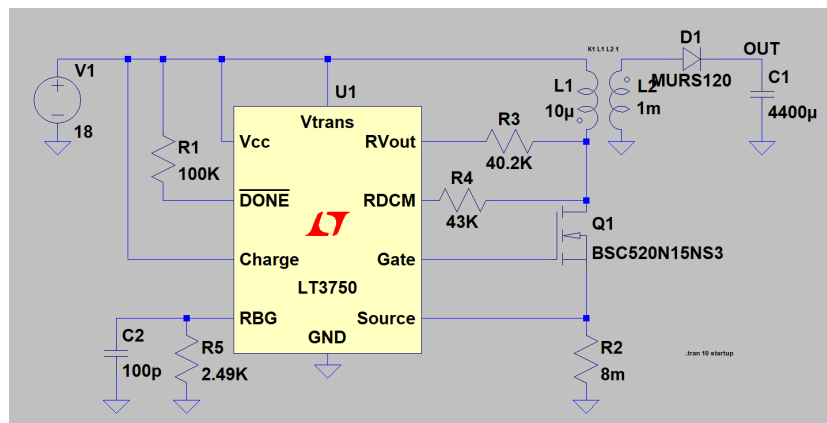 K1 L1 L2 1
D1
OUT
V1
U1
L1
L2
MURS120
C1
Vtrans
10µ
1m
4400µ
R3
18
R1
Vcc
RVout
40.2K
100K
R4
DONE
RDCM
43K
Q1
BSC520N15NS3
Charge
Gate
LT3750
RBG
Source
C2
GND
R5
R2
.tran 10 startup
100p
2.49K
8m